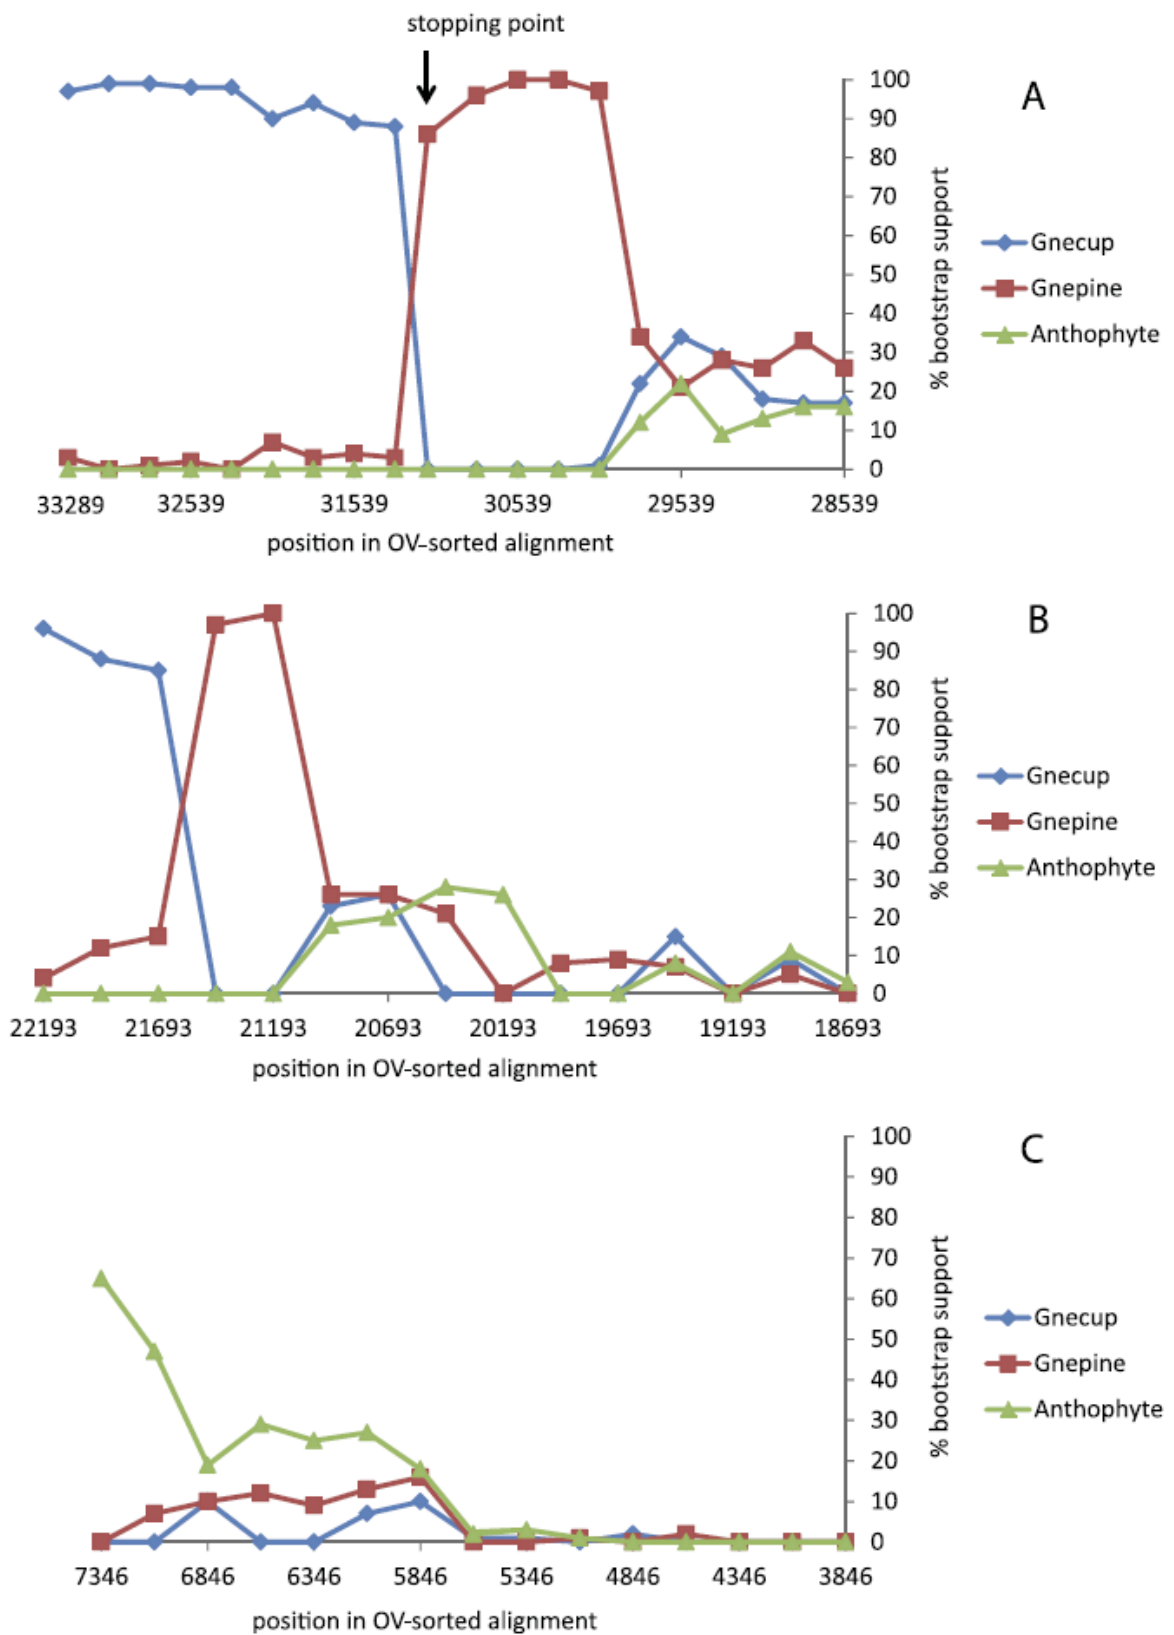 stopping point
A
100
90
80
70
60
50
40
30
20
10
0
% bootstrap support
Gnecup
Gnepine
Anthophyte
33289 32539 31539 30539 29539 28539
position in OV-sorted alignment
B
100
90
80
70
60
50
40
30
20
10
0
% bootstrap support
Gnecup
Gnepine
Anthophyte
22193 21693 21193 20693 20193 19693 19193 18693
position in OV-sorted alignment
C
100
90
80
70
60
50
40
30
20
10
0
% bootstrap support
Gnecup
Gnepine
Anthophyte
7346 6846 6346 5846 5346 4846 4346 3846
position in OV-sorted alignment